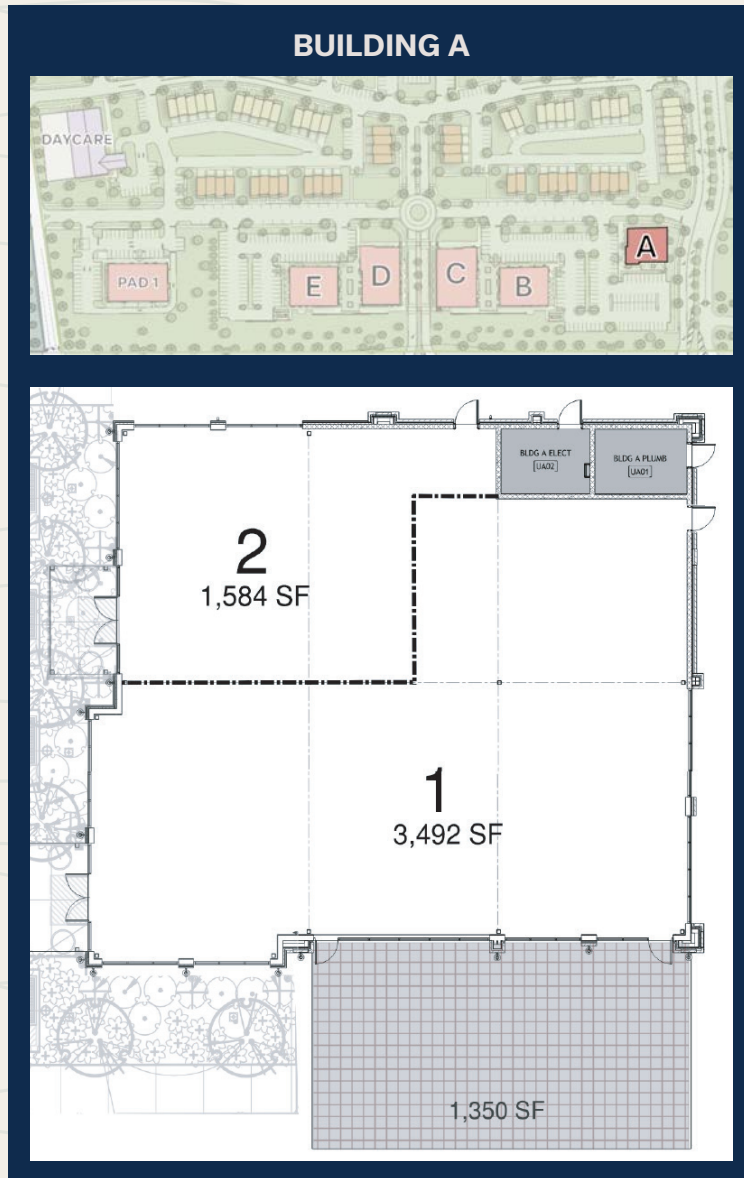 BUILDING A
DAYCARE
PAD 1
E
D
C
B
A
BLDG A ELECT
UA02
BLDG A PLUMB
UA01
2
1,584 SF
1
3,492 SF
1,350 SF